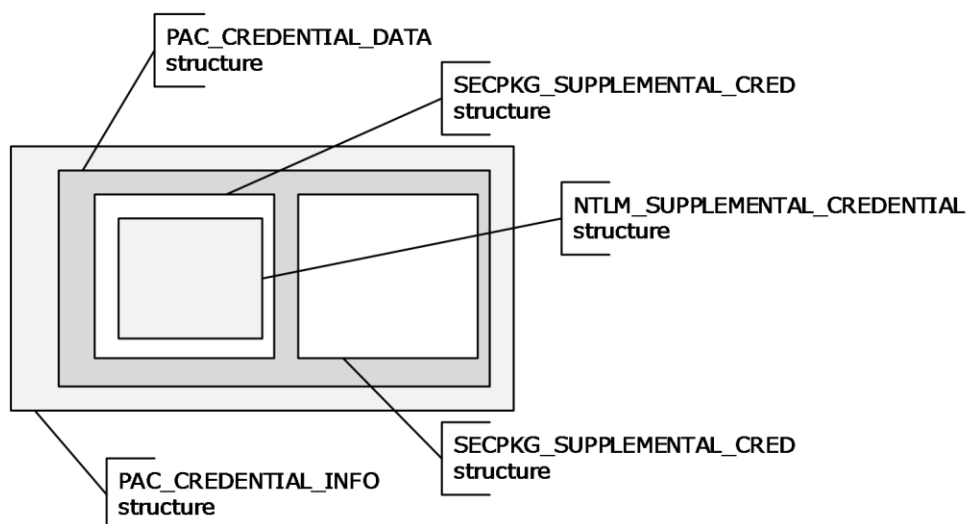 PAC_CREDENTIAL_DATA
structure
SECPKG_SUPPLEMENTAL_CRED
structure
NTLM_SUPPLEMENTAL_CREDENTIAL
structure
SECPKG_SUPPLEMENTAL_CRED
structure
PAC_CREDENTIAL_INFO
structure